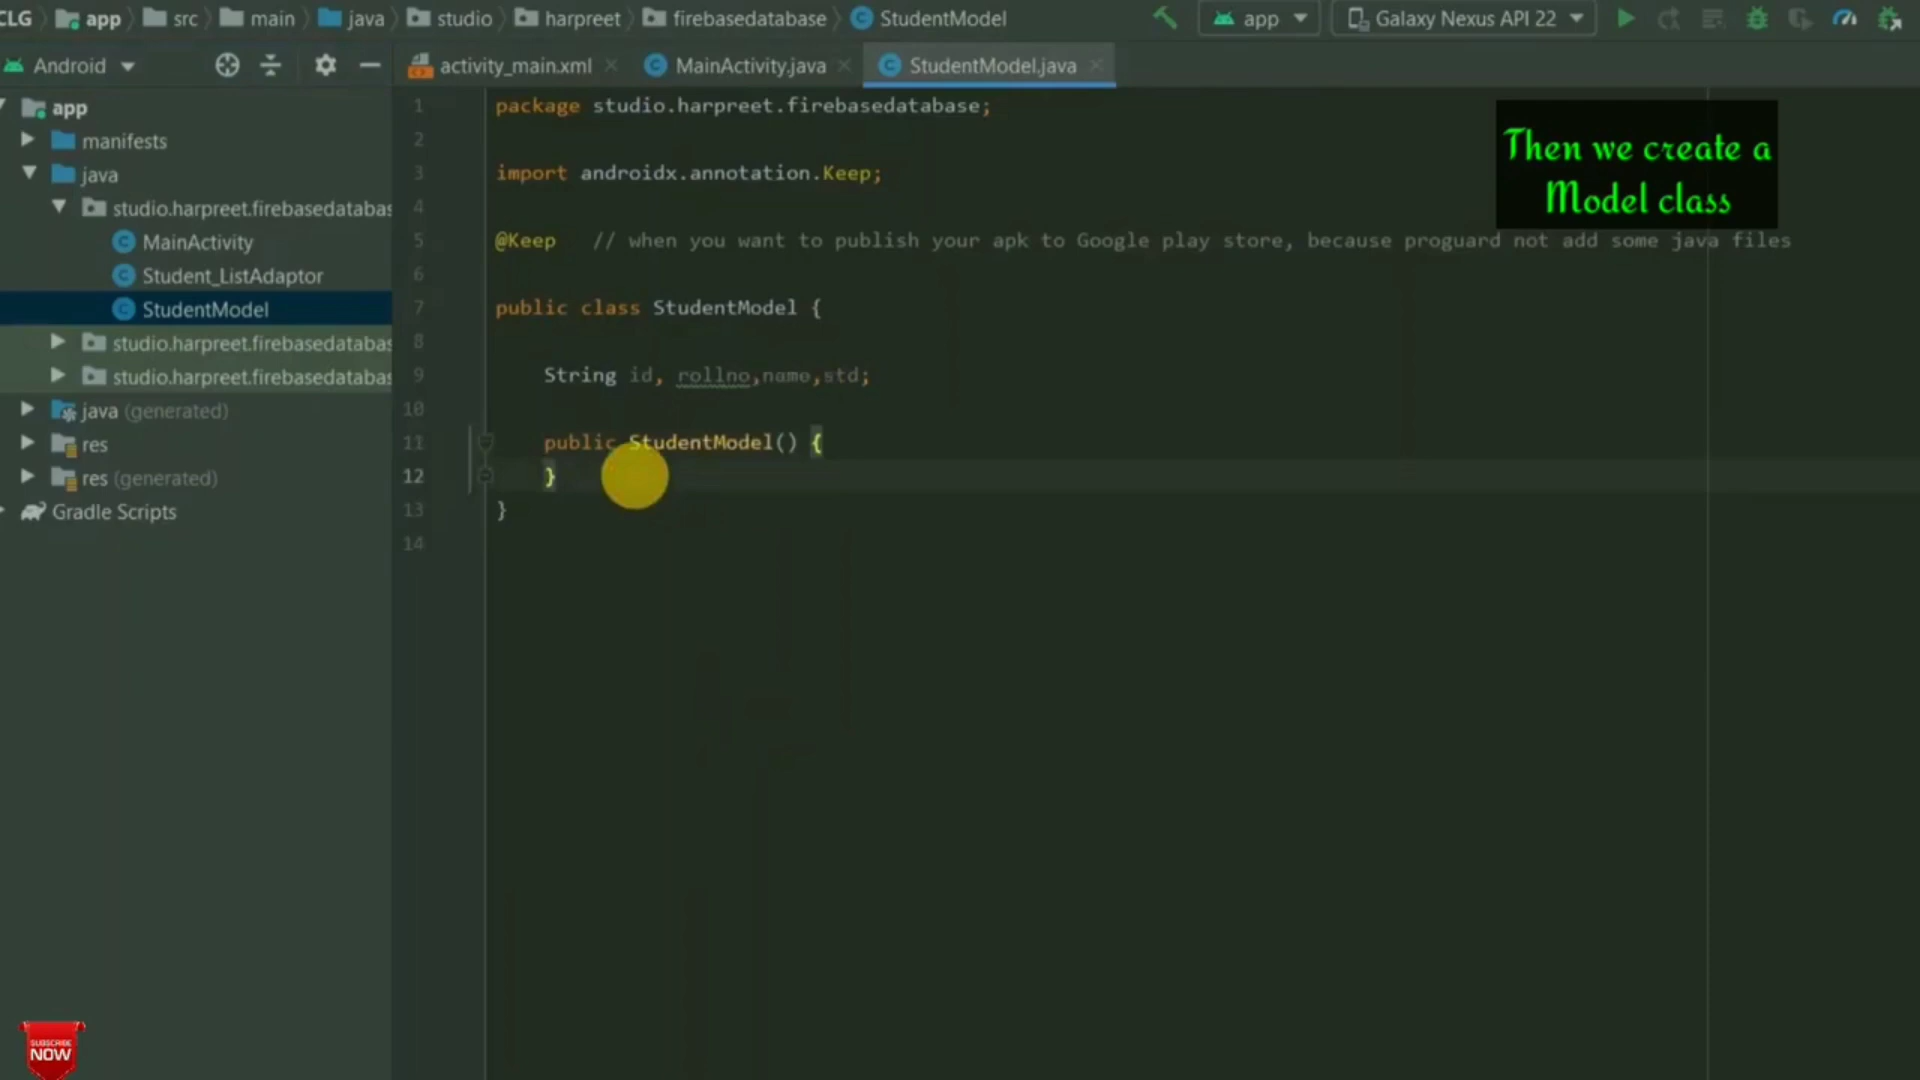 CLG app src main java studio harpreet firebasedatabase StudentModel app Galaxy Nexus API 22
Android activity_main.xml MainActivity.java StudentModel.java
app
manifests
java
studio.harpreet.firebasedatabas
MainActivity
Student_ListAdaptor
StudentModel
studio.harpreet.firebasedatabas
studio.harpreet.firebasedatabas
java (generated)
res
res (generated)
Gradle Scripts
1 package studio.harpreet.firebasedatabase;
2
3 import androidx.annotation.Keep;
4
5 @Keep // when you want to publish your apk to Google play store, because proguard not add some java files
6
7 public class StudentModel {
8
9 String id, rollno,name,std;
10
11 public StudentModel() {
12 }
13 }
14
Then we create a
Model class
SUBSCRIBE
NOW